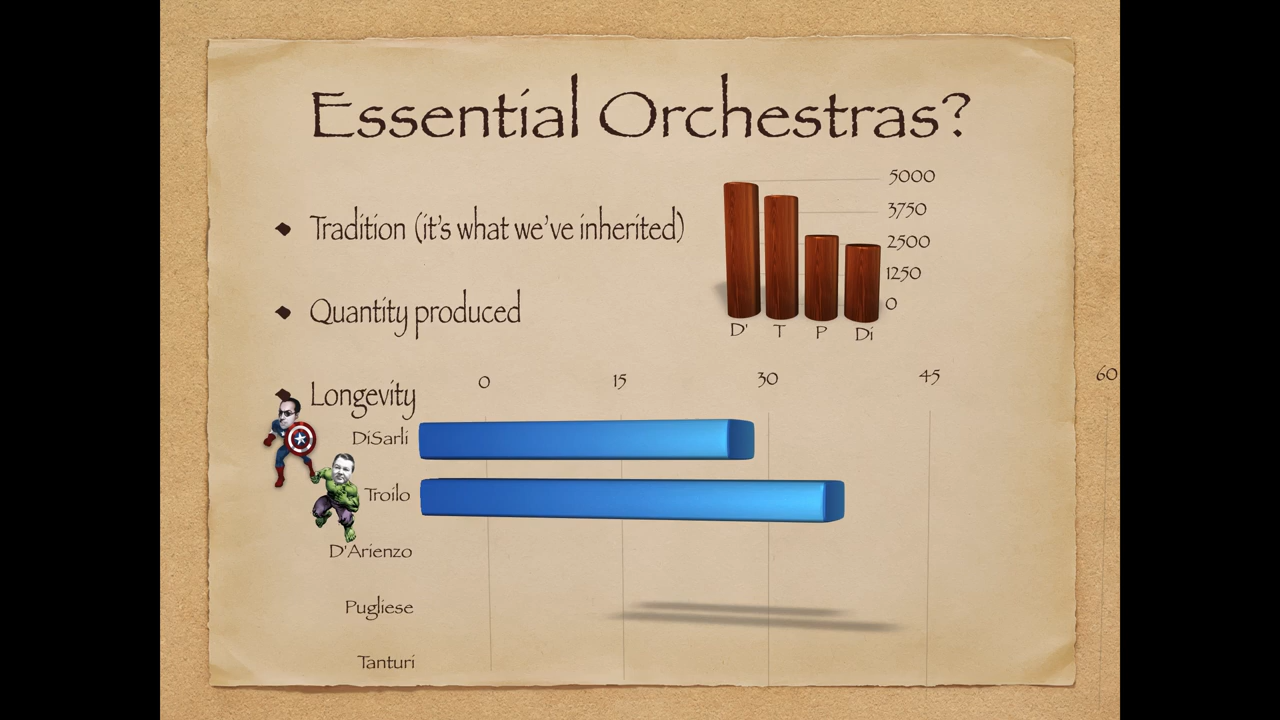 Essential Orchestras?
Tradition (it's what we've inherited)
5000
3750
2500
1250
0
D' T P Di
Quantity produced
Longevity
0 15 30 45 60
DiSarli
Troilo
D'Arienzo
Pugliese
Tanturi